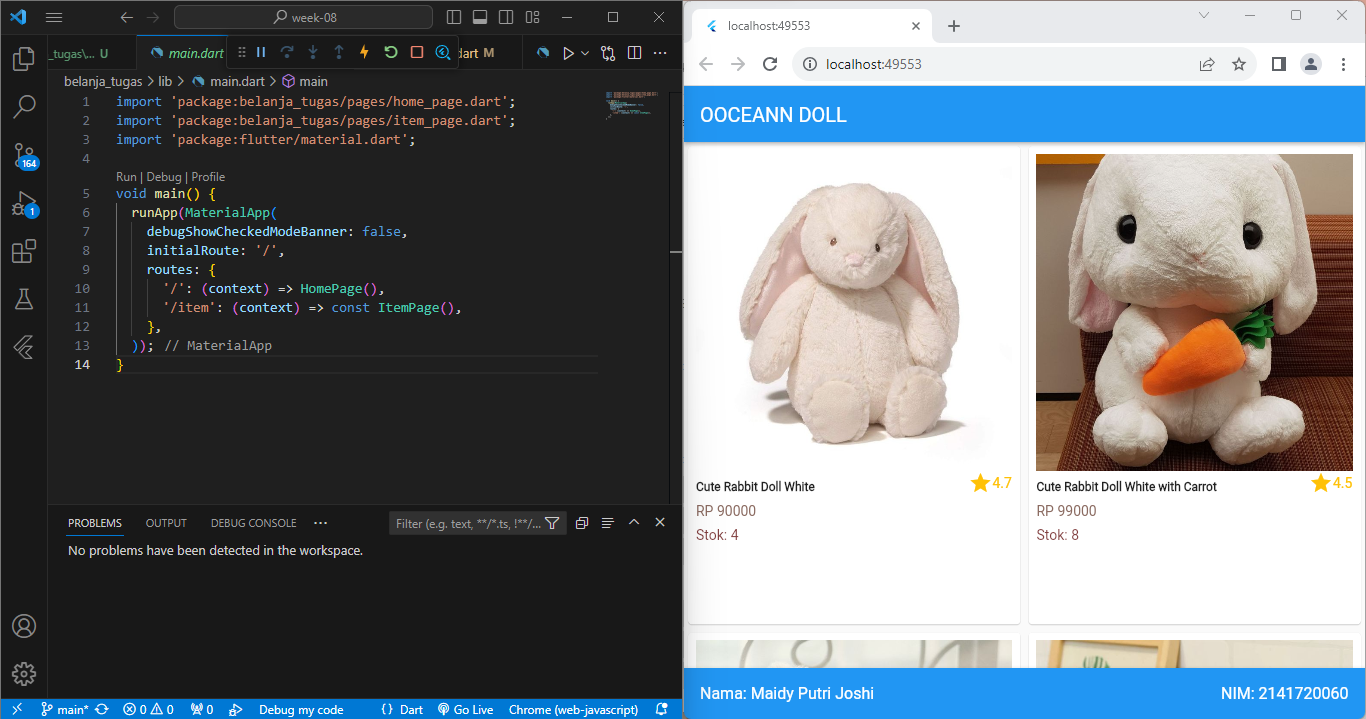 week-08
_tugas\... U
main.dart
dart M
belanja_tugas > lib > main.dart > main
1 import 'package:belanja_tugas/pages/home_page.dart';
2 import 'package:belanja_tugas/pages/item_page.dart';
3 import 'package:flutter/material.dart';
4
Run | Debug | Profile
5 void main() {
6 runApp(MaterialApp(
7 debugShowCheckedModeBanner: false,
8 initialRoute: '/',
9 routes: {
10 '/': (context) => HomePage(),
11 '/item': (context) => const ItemPage(),
12 },
13 )); // MaterialApp
14 }
164
1
PROBLEMS OUTPUT DEBUG CONSOLE ...
Filter (e.g. text, **/*.ts, !**/...
No problems have been detected in the workspace.
main* 0 0 0 Debug my code {} Dart Go Live Chrome (web-javascript)
localhost:49553
localhost:49553
OOCEANN DOLL
Cute Rabbit Doll White 4.7
RP 90000
Stok: 4
Cute Rabbit Doll White with Carrot 4.5
RP 99000
Stok: 8
Nama: Maidy Putri Joshi NIM: 2141720060